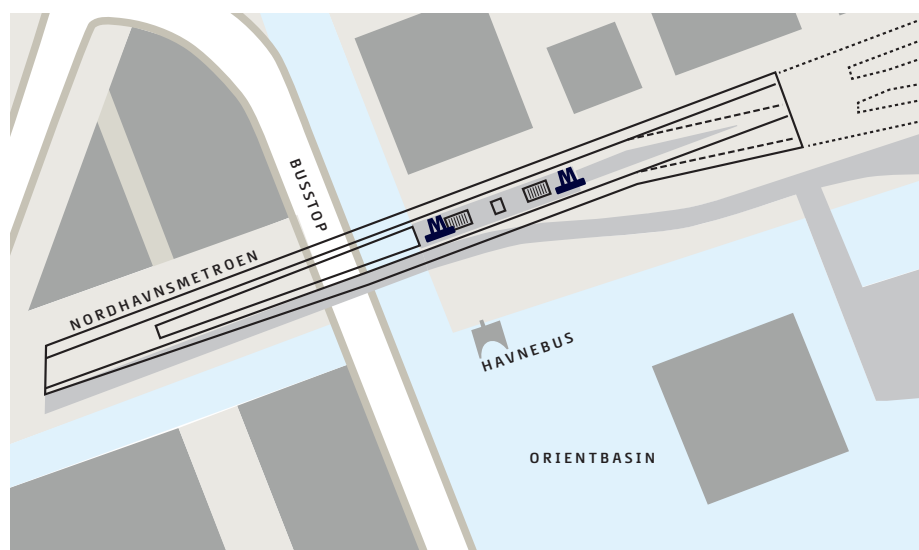 BUSSTOP
M
M
NORDHAVNSMETROEN
HAVNEBUS
ORIENTBASIN